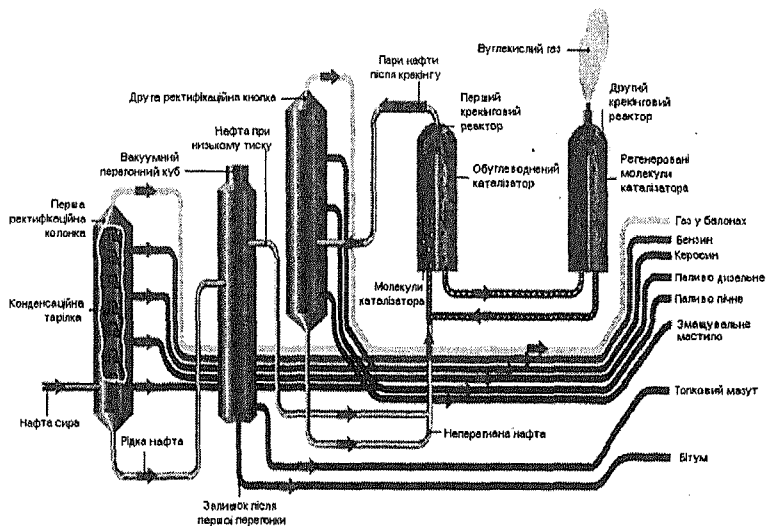 Вуглекислий газ
Пари нафти
після крекінгу
Друга ректифікаційна кнопка
Перший
крекінговий
реактор
Другий
крекінговий
реактор
Нафта при
низькому тиску
Вакуумний
перегонний куб
Обуглеводнений
каталізатор
Регенеровані
молекули
каталізатора
Перша
ректифікаційна
колонка
Газ у балонах
Бензин
Керосин
Паливо дизельне
Паливо пічне
Змащувальне
мастило
Молекули
каталізатора
Конденсаційна
тарілка
Топковий мазут
Нафта сира
Рідка нафта
Неперегнана нафта
Бітум
Залишок після
першої перегонки